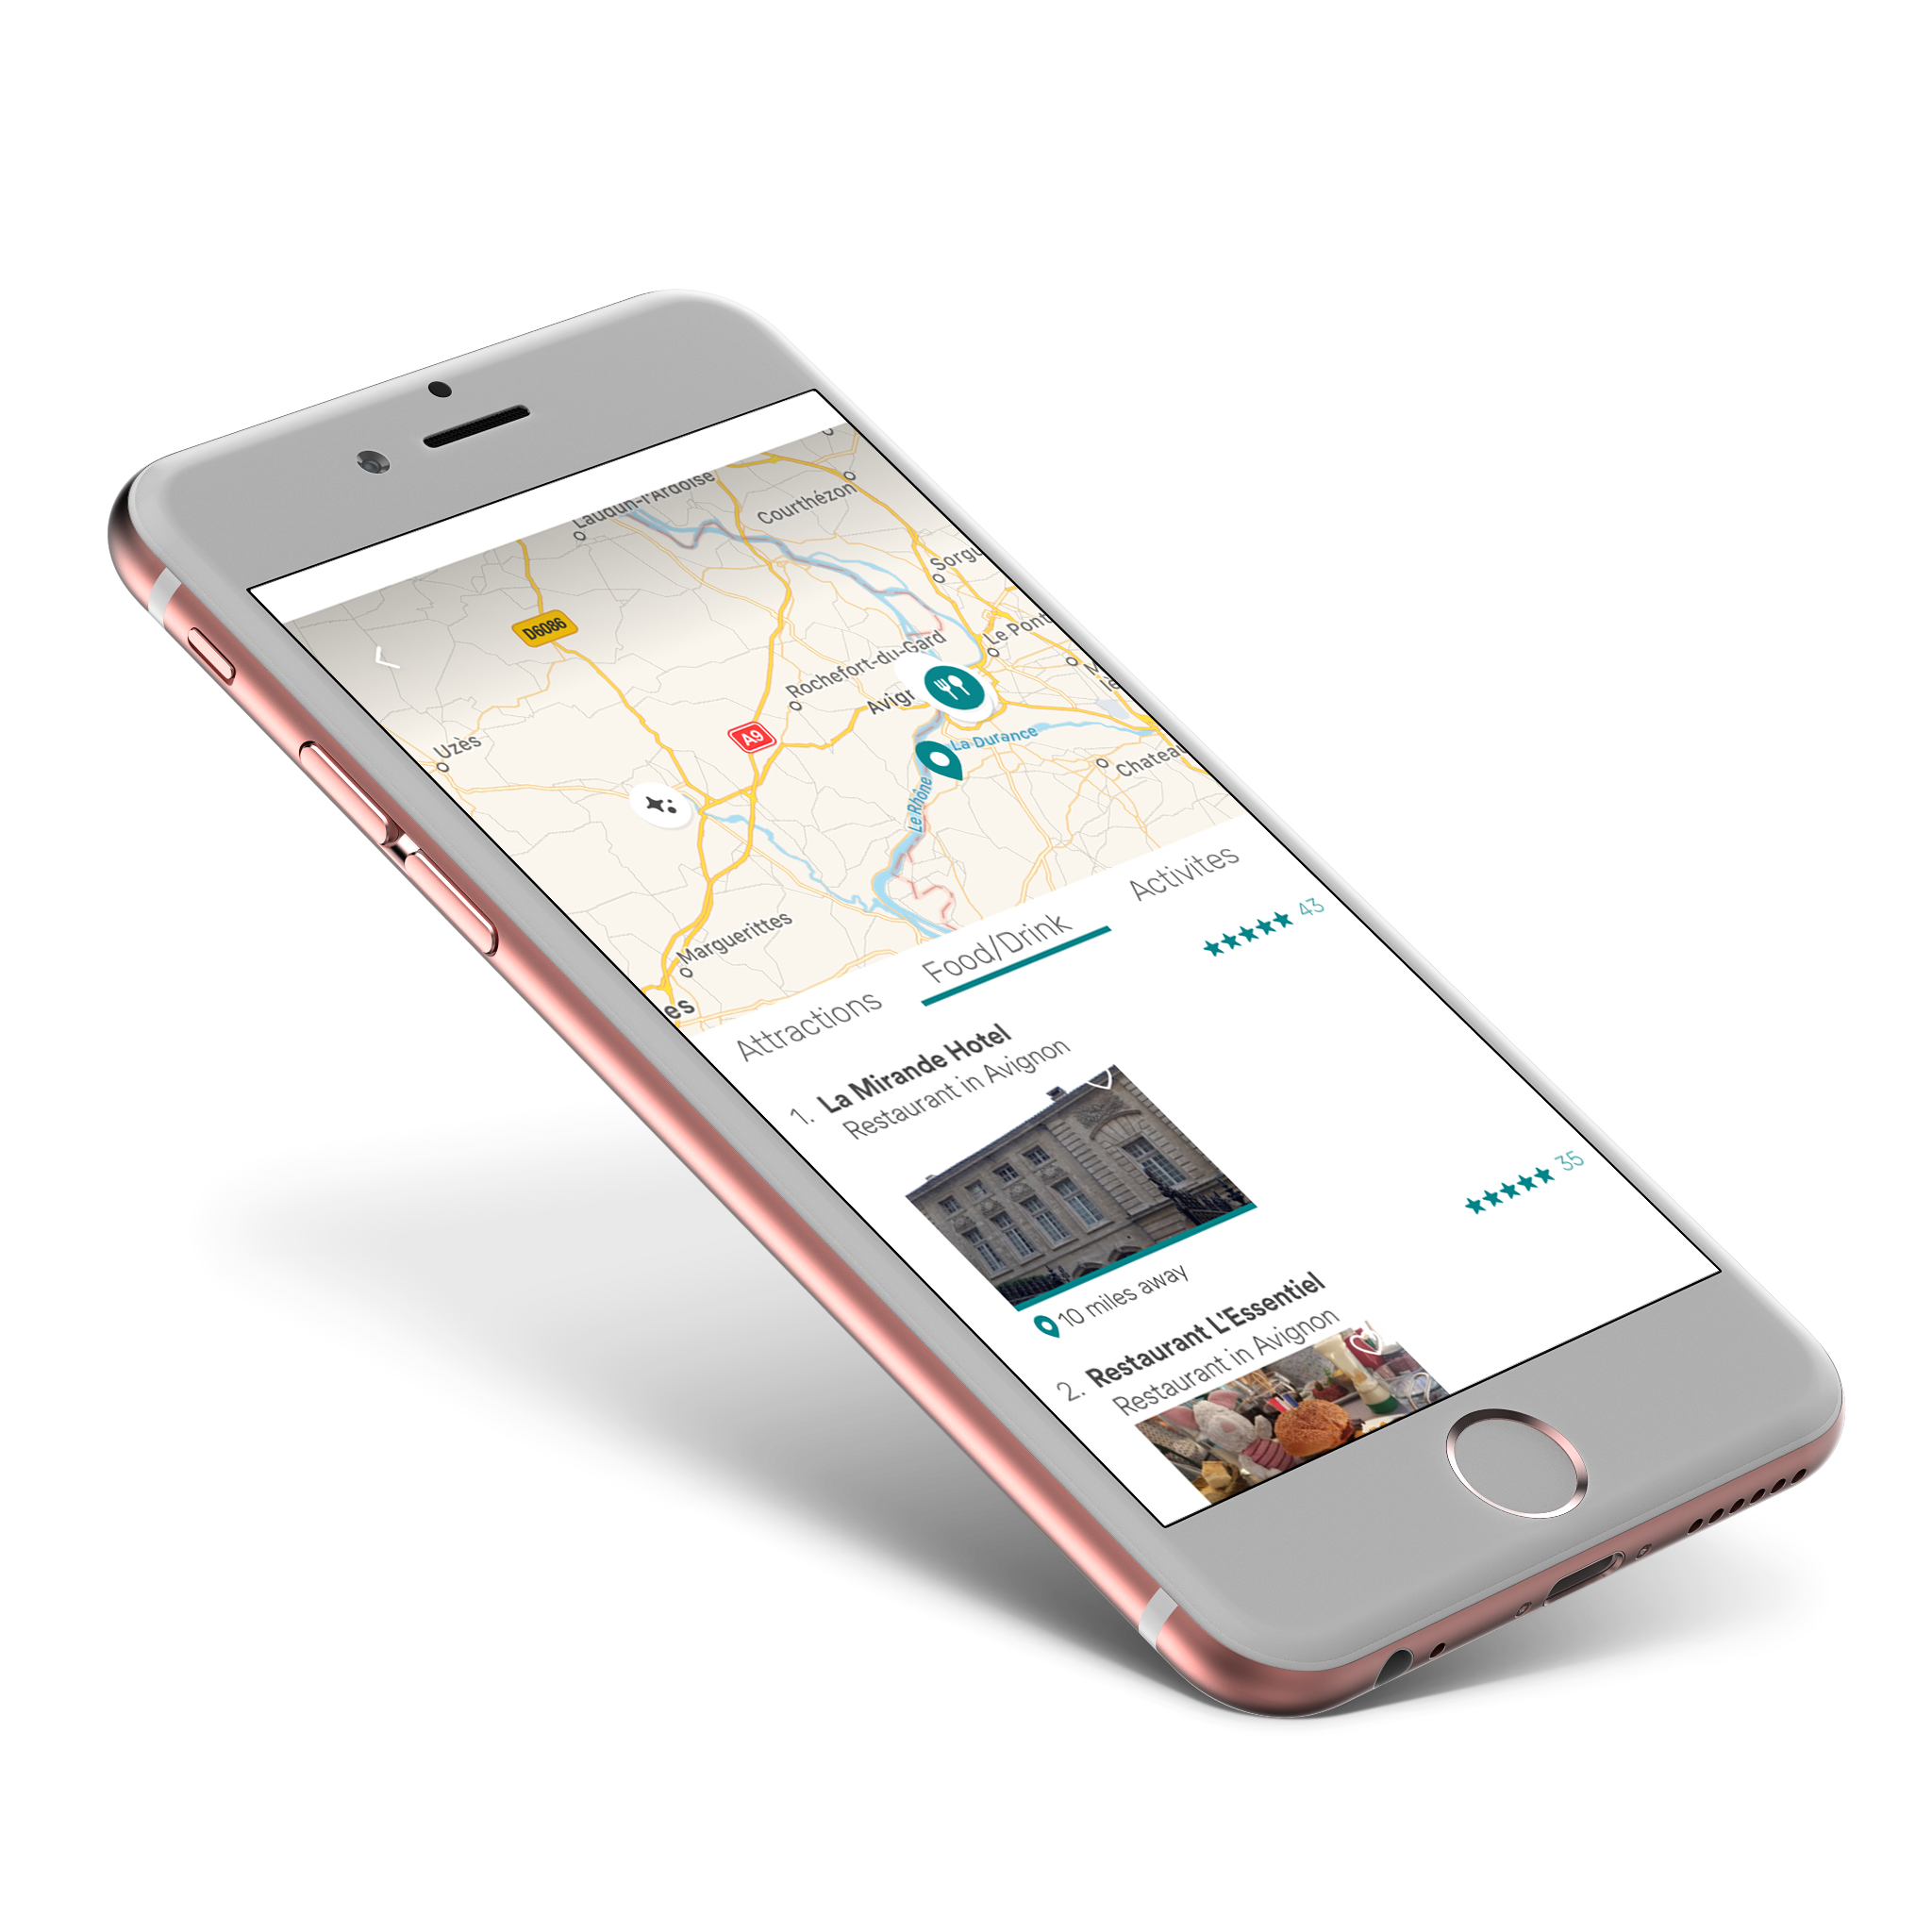 Laudun-l'Ardoise
Courthézon
Sorgu
D6086
Le Pont
Rochefort-du-Gard
Avigr
Uzès
A9
La Durance
Chateau
Le Rhône
Marguerittes
es
Attractions
Food/Drink
Activites
43
1. La Mirande Hotel
Restaurant in Avignon
10 miles away
35
2. Restaurant L'Essentiel
Restaurant in Avignon